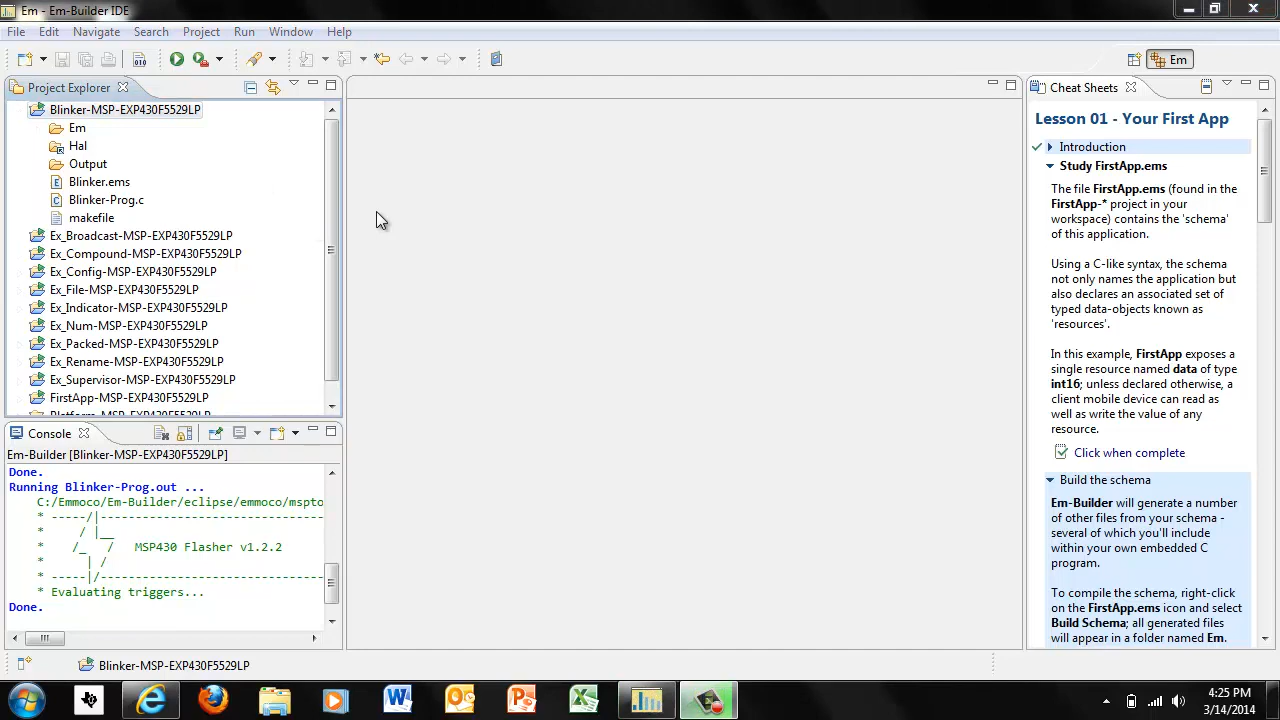 Em - Em-Builder IDE
File Edit Navigate Search Project Run Window Help
Em
Project Explorer
Blinker-MSP-EXP430F5529LP
Em
Hal
Output
Blinker.ems
Blinker-Prog.c
makefile
Ex_Broadcast-MSP-EXP430F5529LP
Ex_Compound-MSP-EXP430F5529LP
Ex_Config-MSP-EXP430F5529LP
Ex_File-MSP-EXP430F5529LP
Ex_Indicator-MSP-EXP430F5529LP
Ex_Num-MSP-EXP430F5529LP
Ex_Packed-MSP-EXP430F5529LP
Ex_Rename-MSP-EXP430F5529LP
Ex_Supervisor-MSP-EXP430F5529LP
FirstApp-MSP-EXP430F5529LP
Platform-MSP-EXP430F5529LP
Console
Em-Builder [Blinker-MSP-EXP430F5529LP]
Done.
Running Blinker-Prog.out ...
C:/Emmoco/Em-Builder/eclipse/emmoco/mspto
* -----/|-------------------------------
* / |__
* /_ / MSP430 Flasher v1.2.2
* | /
* -----|/-------------------------------
* Evaluating triggers...
Done.
Cheat Sheets
Lesson 01 - Your First App
Introduction
Study FirstApp.ems
The file FirstApp.ems (found in the
FirstApp-* project in your
workspace) contains the 'schema'
of this application.
Using a C-like syntax, the schema
not only names the application but
also declares an associated set of
typed data-objects known as
'resources'.
In this example, FirstApp exposes a
single resource named data of type
int16; unless declared otherwise, a
client mobile device can read as
well as write the value of any
resource.
Click when complete
Build the schema
Em-Builder will generate a number
of other files from your schema -
several of which you'll include
within your own embedded C
program.
To compile the schema, right-click
on the FirstApp.ems icon and select
Build Schema; all generated files
will appear in a folder named Em.
Blinker-MSP-EXP430F5529LP
4:25 PM
3/14/2014